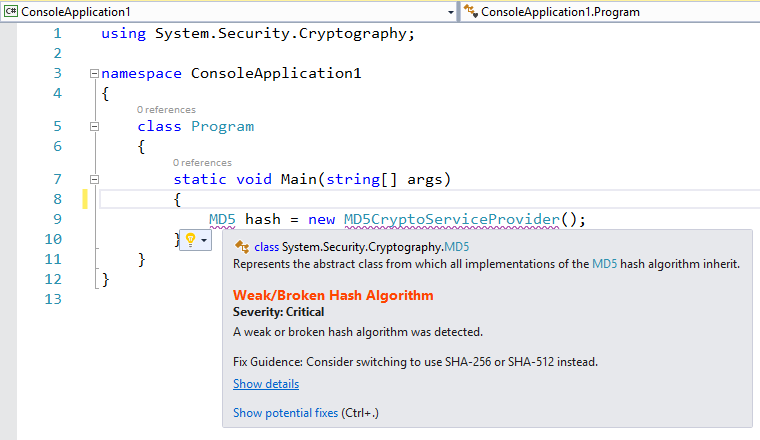 C# ConsoleApplication1 ConsoleApplication1.Program
1 using System.Security.Cryptography;
2
3 namespace ConsoleApplication1
4 {
0 references
5 class Program
6 {
0 references
7 static void Main(string[] args)
8 {
9 MD5 hash = new MD5CryptoServiceProvider();
10 }
11 }
12 }
13
class System.Security.Cryptography.MD5
Represents the abstract class from which all implementations of the MD5 hash algorithm inherit.
Weak/Broken Hash Algorithm
Severity: Critical
A weak or broken hash algorithm was detected.
Fix Guidence: Consider switching to use SHA-256 or SHA-512 instead.
Show details
Show potential fixes (Ctrl+.)